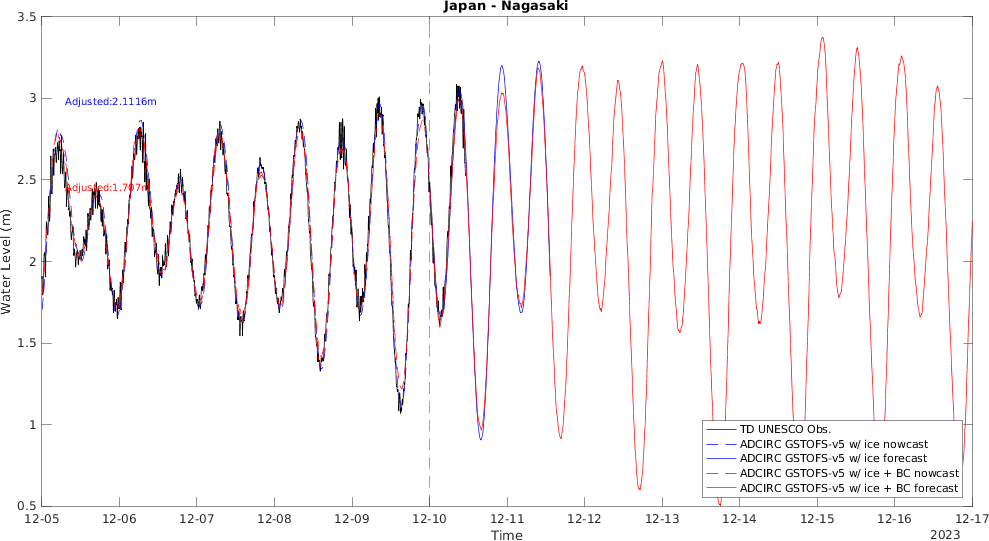 Japan - Nagasaki
3.5
3
2.5
2
1.5
1
0.5
Water Level (m)
Adjusted:2.1116m
Adjusted:1.707m
TD UNESCO Obs.
ADCIRC GSTOFS-v5 w/ ice nowcast
ADCIRC GSTOFS-v5 w/ ice forecast
ADCIRC GSTOFS-v5 w/ ice + BC nowcast
ADCIRC GSTOFS-v5 w/ ice + BC forecast
12-05 12-06 12-07 12-08 12-09 12-10 12-11 12-12 12-13 12-14 12-15 12-16 12-17
Time
2023